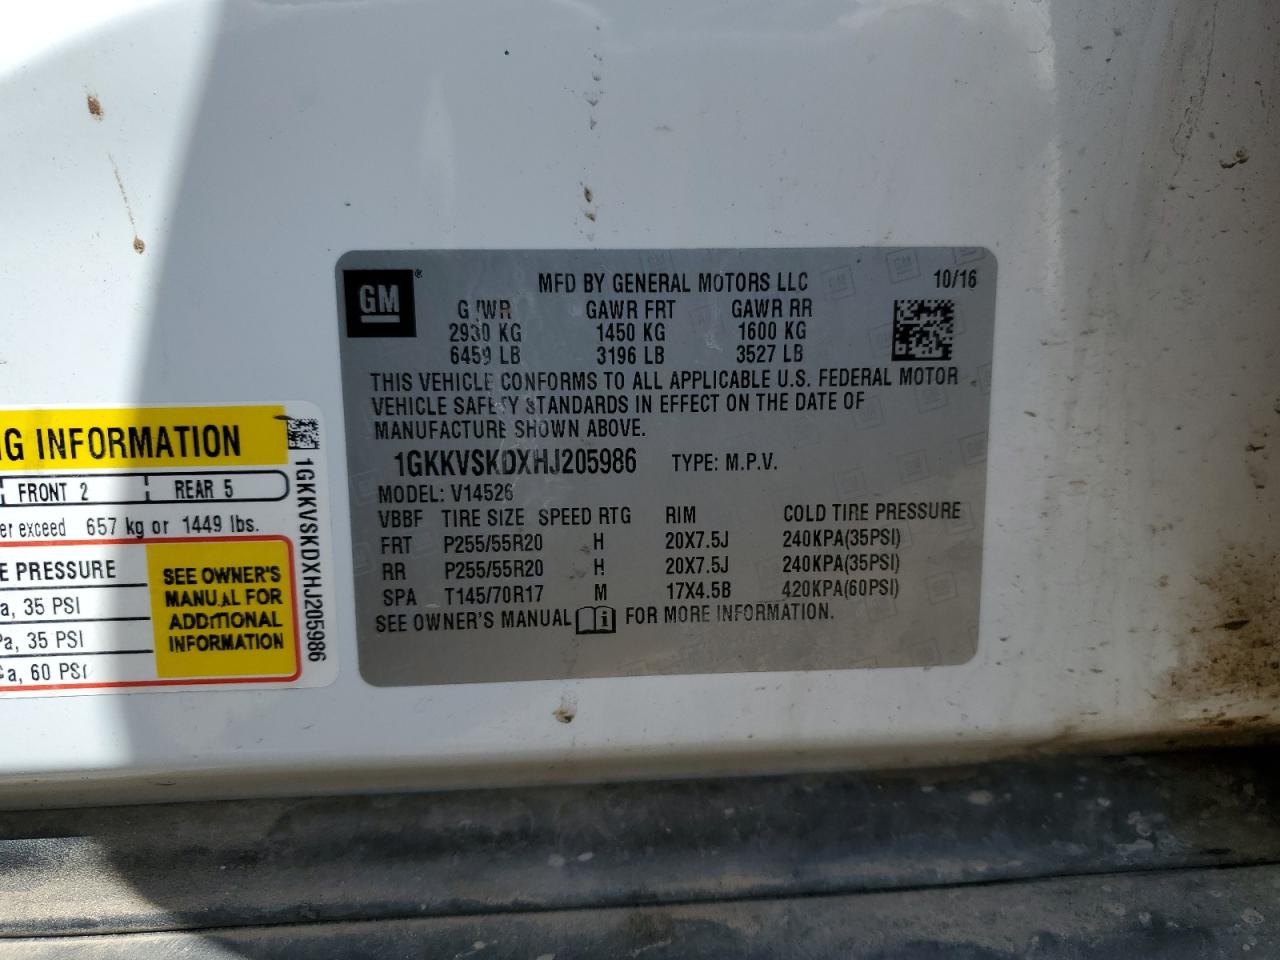 GM
MFD BY GENERAL MOTORS LLC 10/16
GVWR GAWR FRT GAWR RR
2930 KG 1450 KG 1600 KG
6459 LB 3196 LB 3527 LB
THIS VEHICLE CONFORMS TO ALL APPLICABLE U.S. FEDERAL MOTOR
VEHICLE SAFETY STANDARDS IN EFFECT ON THE DATE OF
MANUFACTURE SHOWN ABOVE.
1GKKVSKDXHJ205986 TYPE: M.P.V.
MODEL: V14526
VBBF TIRE SIZE SPEED RTG RIM COLD TIRE PRESSURE
FRT P255/55R20 H 20X7.5J 240KPA(35PSI)
RR P255/55R20 H 20X7.5J 240KPA(35PSI)
SPA T145/70R17 M 17X4.5B 420KPA(60PSI)
SEE OWNER'S MANUAL i FOR MORE INFORMATION.
INFORMATION
FRONT 2 REAR 5
exceed 657 kg or 1449 lbs.
PRESSURE
35 PSI
35 PSI
60 PSI
SEE OWNER'S
MANUAL FOR
ADDITIONAL
INFORMATION
1GKKVSKDXHJ205986